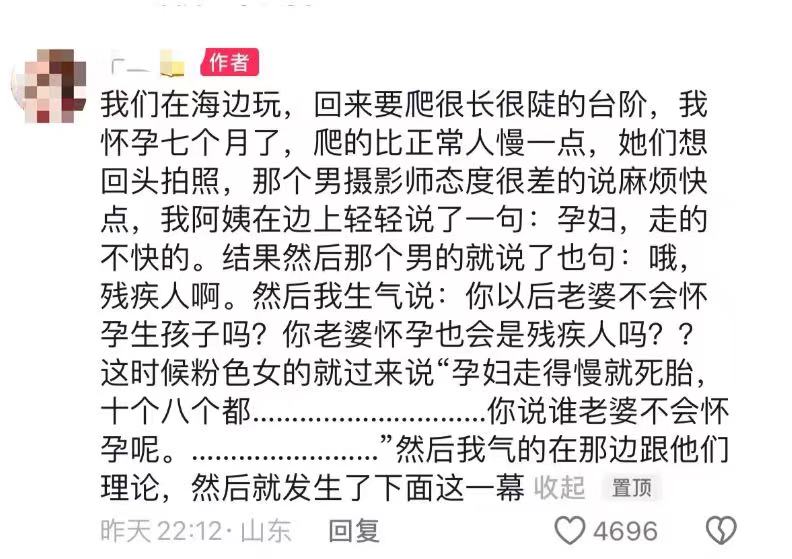 作者
我们在海边玩，回来要爬很长很陡的台阶，我
怀孕七个月了，爬的比正常人慢一点，她们想
回头拍照，那个男摄影师态度很差的说麻烦快
点，我阿姨在边上轻轻说了一句：孕妇，走的
不快的。结果然后那个男的就说了也句：哦，
残疾人啊。然后我生气说：你以后老婆不会怀
孕生孩子吗？你老婆怀孕也会是残疾人吗？？
这时候粉色女的就过来说“孕妇走得慢就死胎，
十个八个都..............................你说谁老婆不会怀
孕呢。........................”然后我气的在那边跟他们
理论，然后就发生了下面这一幕 收起 置顶
昨天 22:12·山东 回复 4696